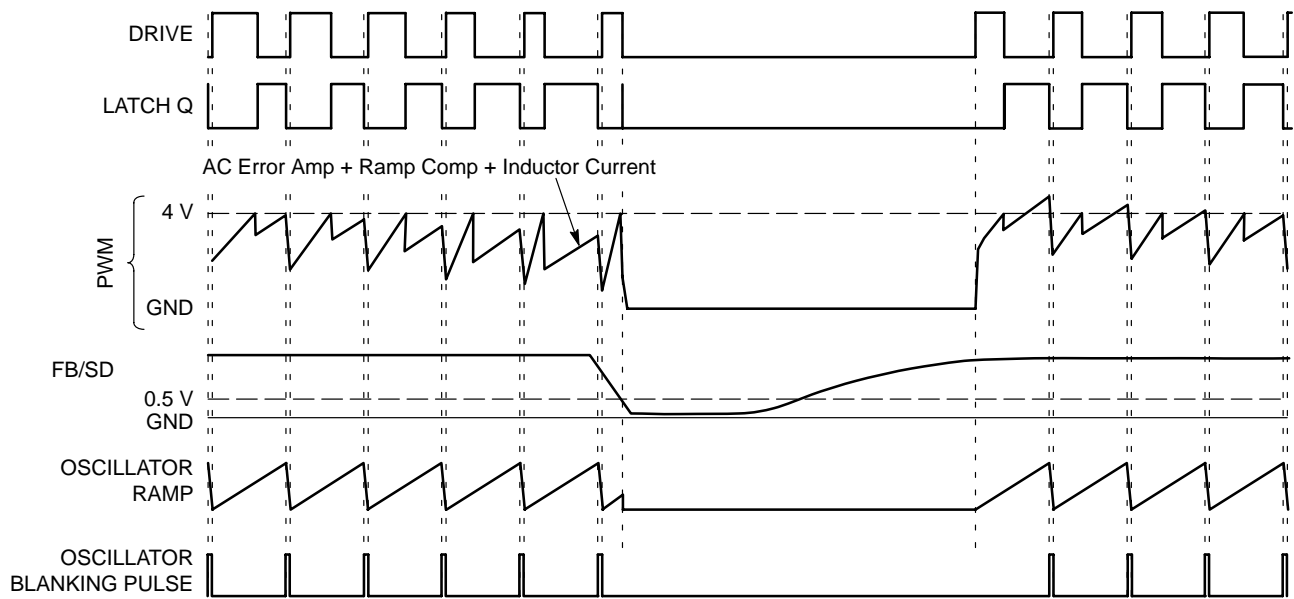 DRIVE
LATCH Q
AC Error Amp + Ramp Comp + Inductor Current
4 V
PWM
GND
FB/SD
0.5 V
GND
OSCILLATOR
RAMP
OSCILLATOR
BLANKING PULSE